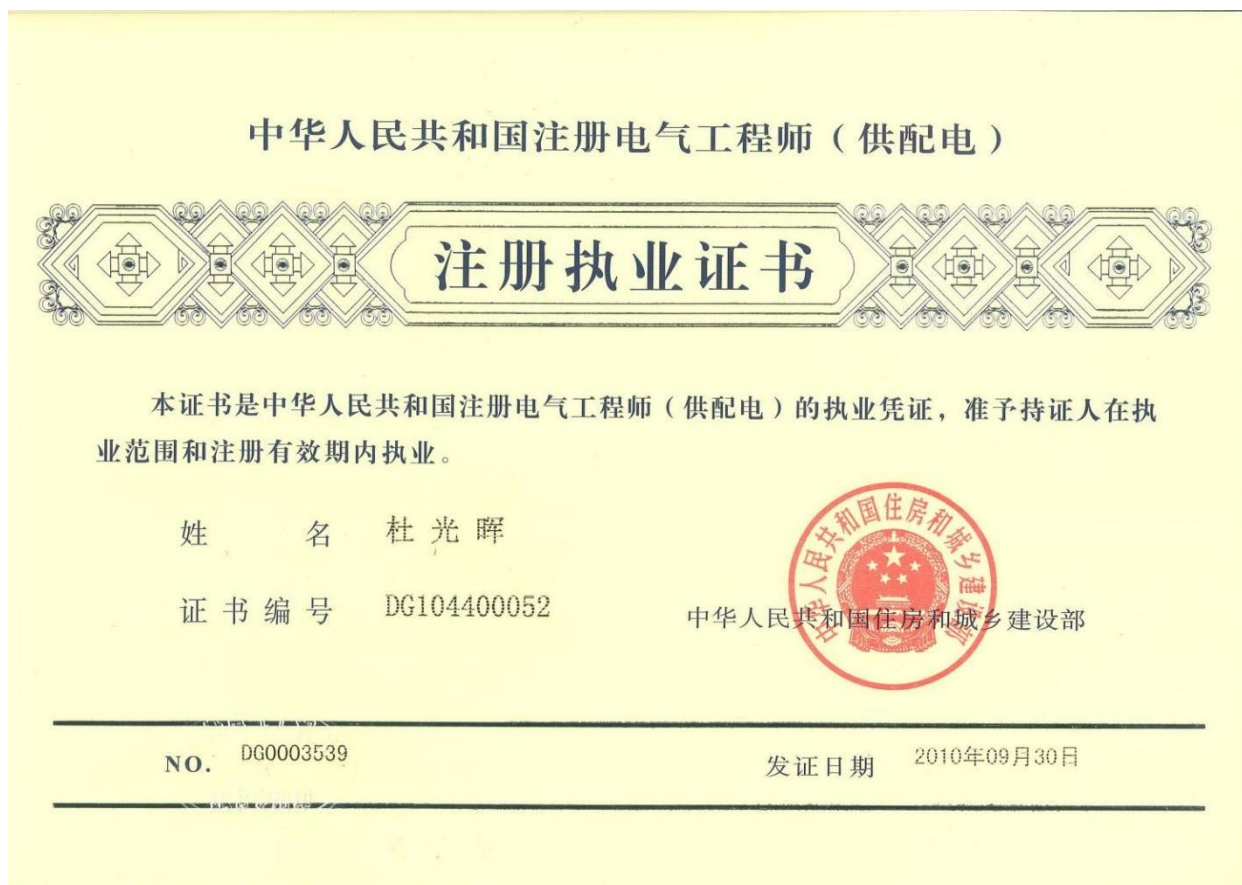 中华人民共和国注册电气工程师（供配电）
注册执业证书
本证书是中华人民共和国注册电气工程师（供配电）的执业凭证，准予持证人在执
业范围和注册有效期内执业。
姓 名 杜光晖
证书编号 DG104400052
中华人民共和国住房和城乡建设部
中华人民共和国住房和城乡建设部
NO. DG0003539
发证日期 2010年09月30日